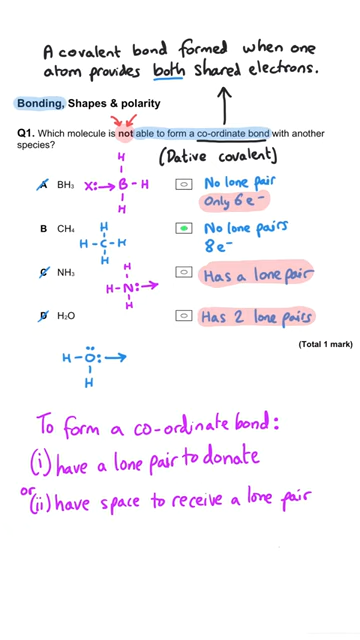 A covalent bond formed when one
atom provides both shared electrons.
Bonding, Shapes & polarity
Q1. Which molecule is not able to form a co-ordinate bond with another
species?
(Dative covalent)
A BH₃
H
X:→B-H
H
No lone pair
Only 6e⁻
B CH₄
H
H-C-H
H
No lone pairs
8e⁻
C NH₃
H
H-N:→
H
Has a lone pair
D H₂O
Has 2 lone pairs
(Total 1 mark)
H-O:→
H
To form a co-ordinate bond:
(i) have a lone pair to donate
or (ii) have space to receive a lone pair